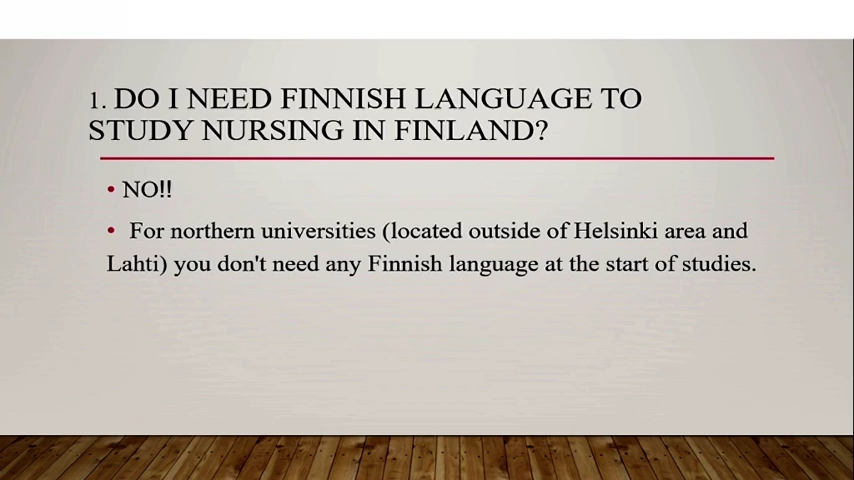 1. DO I NEED FINNISH LANGUAGE TO
STUDY NURSING IN FINLAND?
• NO!!
• For northern universities (located outside of Helsinki area and
Lahti) you don't need any Finnish language at the start of studies.